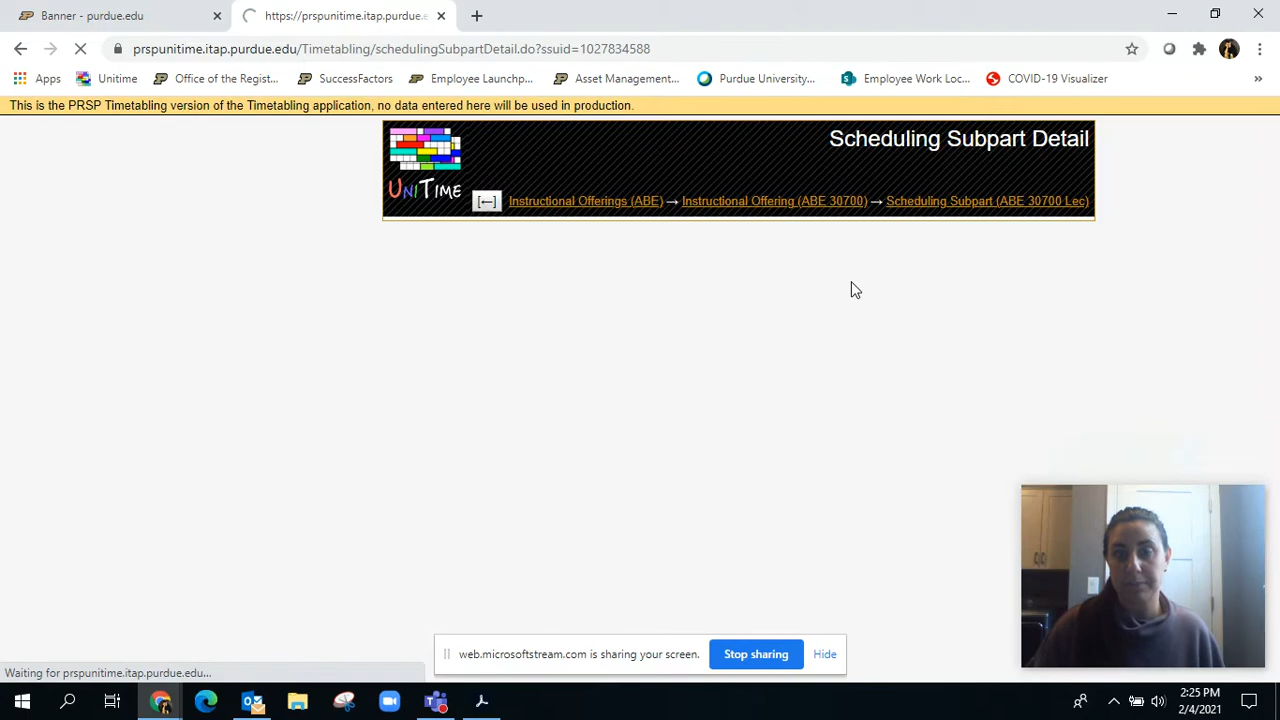 Banner - purdue.edu
https://prspunitime.itap.purdue.e
prspunitime.itap.purdue.edu/Timetabling/schedulingSubpartDetail.do?ssuid=1027834588
Apps Unitime Office of the Regist... SuccessFactors Employee Launchp... Asset Management... Purdue University... Employee Work Loc... COVID-19 Visualizer »
This is the PRSP Timetabling version of the Timetabling application, no data entered here will be used in production.
Scheduling Subpart Detail
UNITIME
[←] Instructional Offerings (ABE) → Instructional Offering (ABE 30700) → Scheduling Subpart (ABE 30700 Lec)
web.microsoftstream.com is sharing your screen. Stop sharing Hide
Waiting for prspunitime.itap.purdue.edu...
2:25 PM
2/4/2021